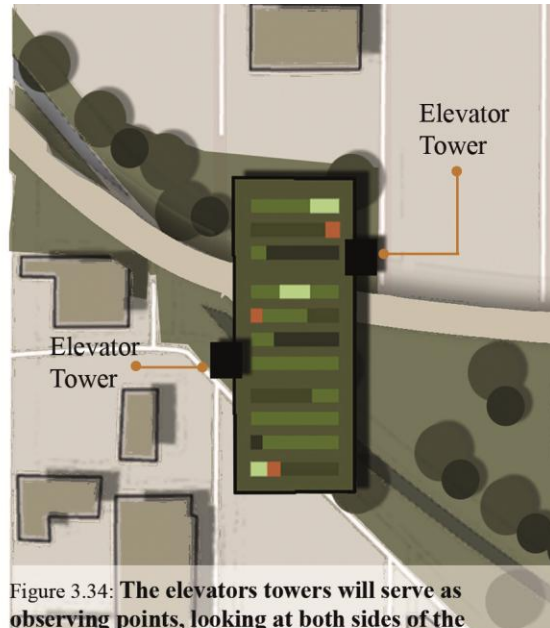 Elevator
Tower
Elevator
Tower
Figure 3.34: The elevators towers will serve as
observing points, looking at both sides of the